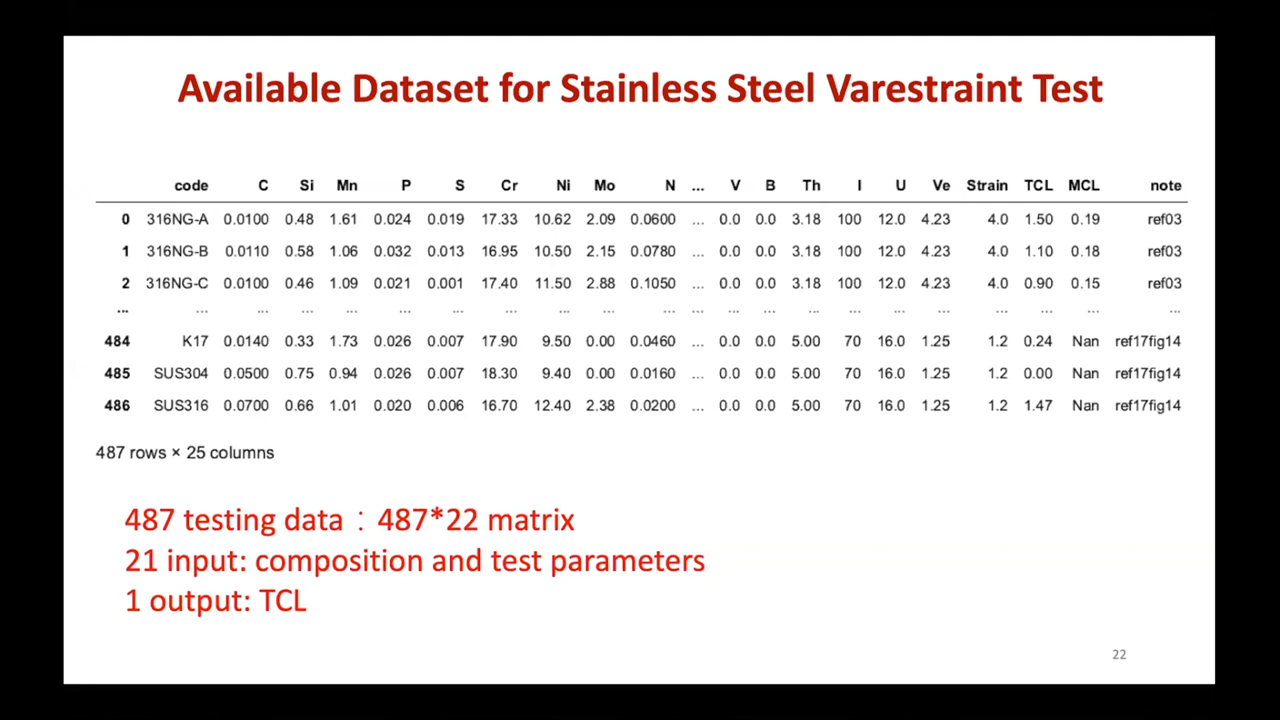 Available Dataset for Stainless Steel Varestraint Test
code C Si Mn P S Cr Ni Mo N ... V B Th I U Ve Strain TCL MCL note
0 316NG-A 0.0100 0.48 1.61 0.024 0.019 17.33 10.62 2.09 0.0600 ... 0.0 0.0 3.18 100 12.0 4.23 4.0 1.50 0.19 ref03
1 316NG-B 0.0110 0.58 1.06 0.032 0.013 16.95 10.50 2.15 0.0780 ... 0.0 0.0 3.18 100 12.0 4.23 4.0 1.10 0.18 ref03
2 316NG-C 0.0100 0.46 1.09 0.021 0.001 17.40 11.50 2.88 0.1050 ... 0.0 0.0 3.18 100 12.0 4.23 4.0 0.90 0.15 ref03
... ... ... ... ... ... ... ... ... ... ... ... ... ... ... ... ... ... ... ... ... ...
484 K17 0.0140 0.33 1.73 0.026 0.007 17.90 9.50 0.00 0.0460 ... 0.0 0.0 5.00 70 16.0 1.25 1.2 0.24 Nan ref17fig14
485 SUS304 0.0500 0.75 0.94 0.026 0.007 18.30 9.40 0.00 0.0160 ... 0.0 0.0 5.00 70 16.0 1.25 1.2 0.00 Nan ref17fig14
486 SUS316 0.0700 0.66 1.01 0.020 0.006 16.70 12.40 2.38 0.0200 ... 0.0 0.0 5.00 70 16.0 1.25 1.2 1.47 Nan ref17fig14
487 rows × 25 columns
487 testing data：487*22 matrix
21 input: composition and test parameters
1 output: TCL
22